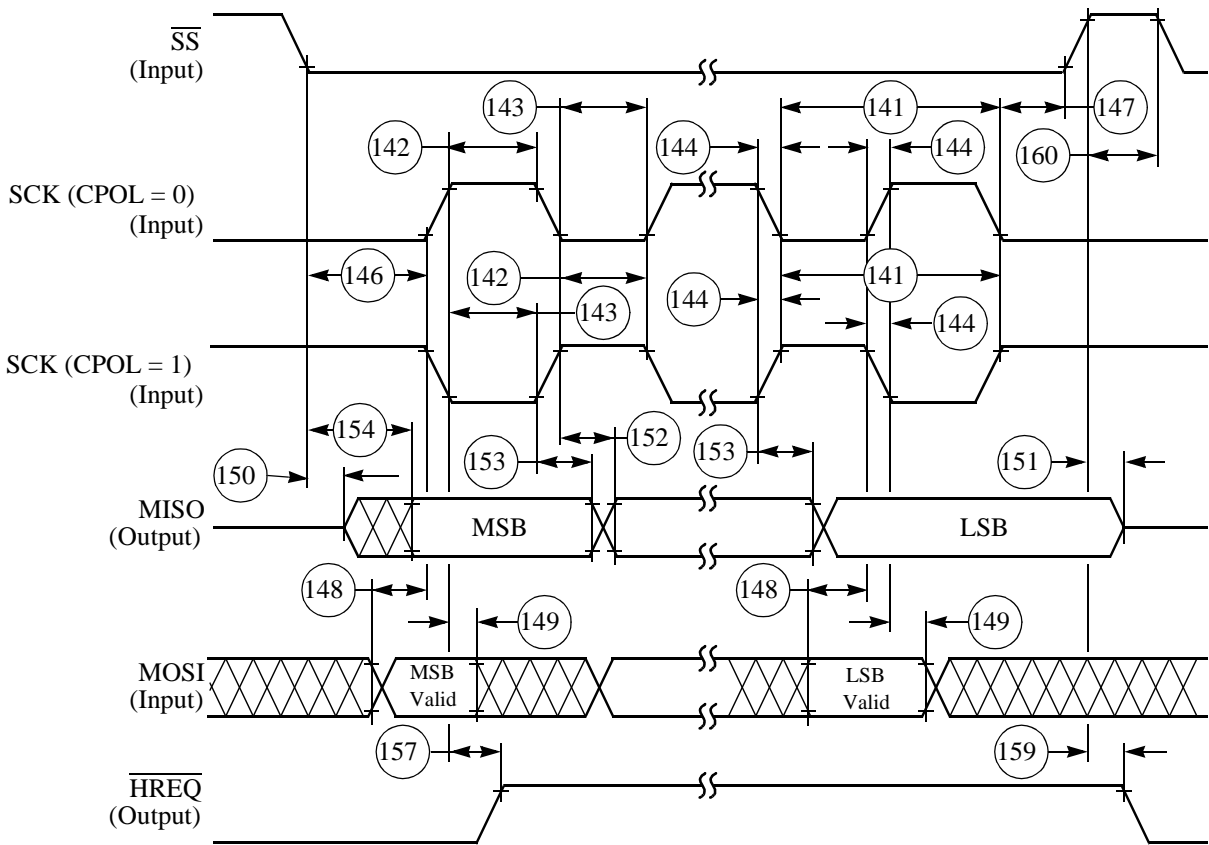 SS
(Input)
143
141
147
142
144
144
160
SCK (CPOL = 0)
(Input)
146
142
141
144
143
144
SCK (CPOL = 1)
(Input)
154
152
153
153
150
151
MISO
(Output)
MSB
LSB
148
148
149
149
MOSI
(Input)
MSB
Valid
LSB
Valid
157
159
HREQ
(Output)